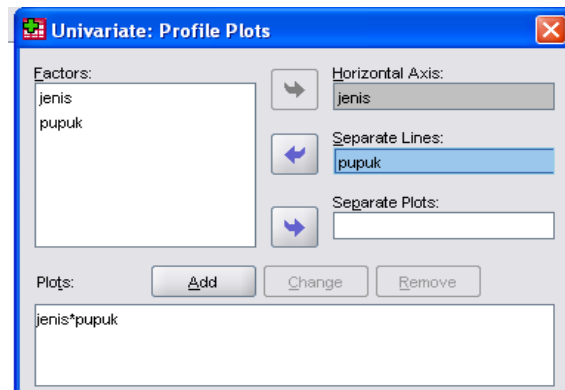 Univariate: Profile Plots
Factors:
jenis
pupuk
Horizontal Axis:
jenis
Separate Lines:
pupuk
Separate Plots:
Plots:
Add
Change
Remove
jenis*pupuk